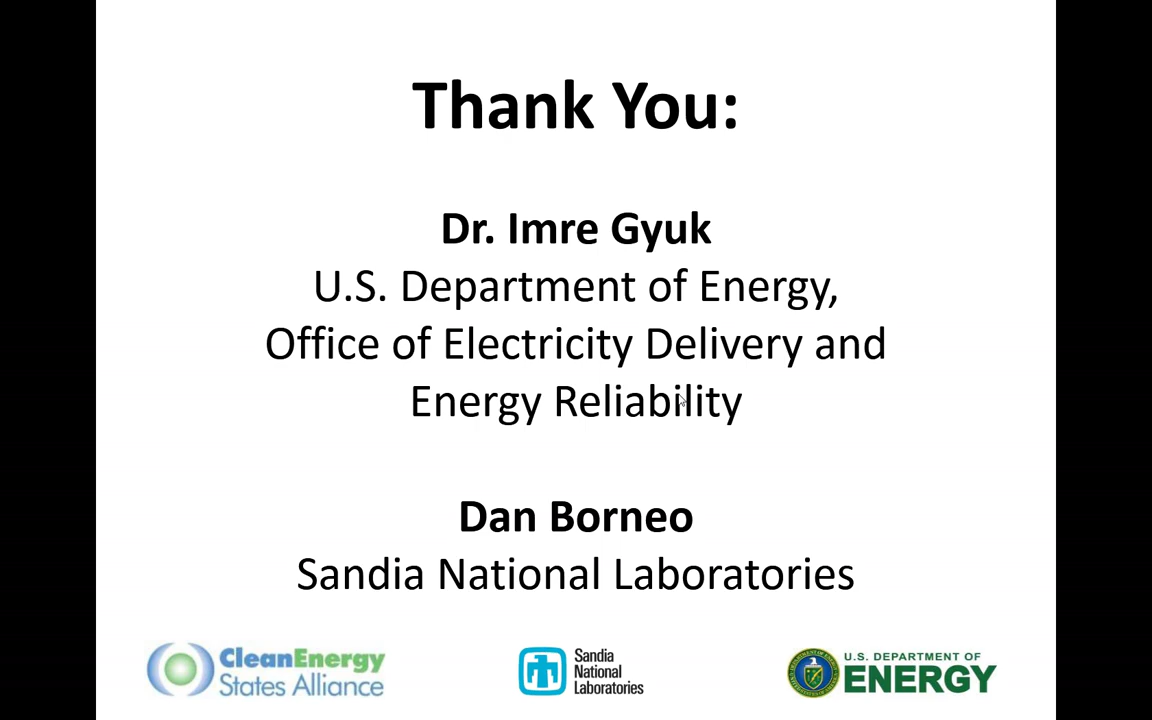 Thank You:
Dr. Imre Gyuk
U.S. Department of Energy,
Office of Electricity Delivery and
Energy Reliability
Dan Borneo
Sandia National Laboratories
CleanEnergy
States Alliance
Sandia
National
Laboratories
U.S. DEPARTMENT OF
ENERGY